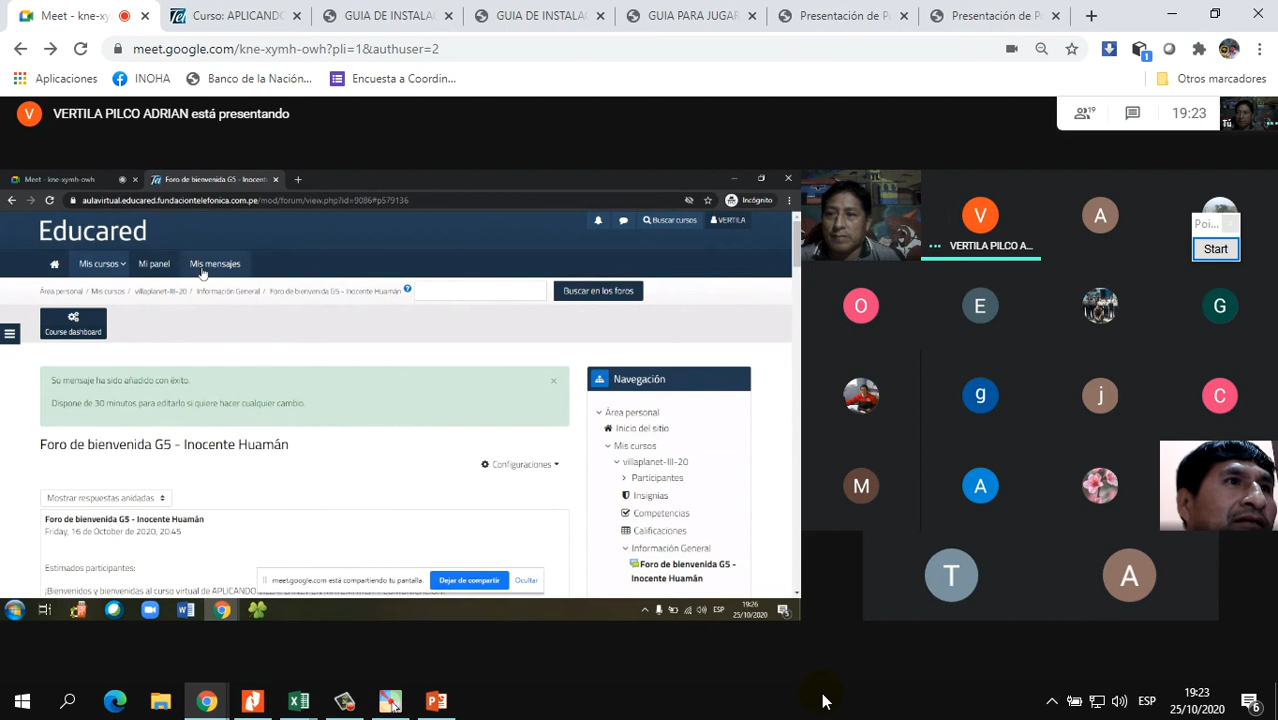 Meet - kne-xy
Curso: APLICANDO
GUIA DE INSTALA
GUIA DE INSTALA
GUIA PARA JUGAR
Presentación de P
Presentación de P
meet.google.com/kne-xymh-owh?pli=1&authuser=2
Aplicaciones
INOHA
Banco de la Nación...
Encuesta a Coordin...
Otros marcadores
V
VERTILA PILCO ADRIAN está presentando
19
19:23
Tú
Meet - kne-xymh-owh
Foro de bienvenida G5 - Inocent
aulavirtual.educared.fundaciontelefonica.com.pe/mod/forum/view.php?id=9086#p579136
Incógnito
Educared
Buscar cursos
VERTILA
Mis cursos
Mi panel
Mis mensajes
Área personal / Mis cursos / villaplanet-III-20 / Información General / Foro de bienvenida G5 - Inocente Huamán
Buscar en los foros
Course dashboard
Su mensaje ha sido añadido con éxito.
Dispone de 30 minutos para editarlo si quiere hacer cualquier cambio.
Foro de bienvenida G5 - Inocente Huamán
Configuraciones
Mostrar respuestas anidadas
Foro de bienvenida G5 - Inocente Huamán
Friday, 16 de October de 2020, 20:45
Estimados participantes:
meet.google.com está compartiendo tu pantalla.
Dejar de compartir
Ocultar
Navegación
Área personal
Inicio del sitio
Mis cursos
villaplanet-III-20
Participantes
Insignias
Competencias
Calificaciones
Información General
Foro de bienvenida G5 -
Inocente Huamán
ESP
19:26
25/10/2020
V
VERTILA PILCO A...
A
Poi...
Start
O
E
G
g
j
C
M
A
T
A
1
ESP
19:23
25/10/2020
6